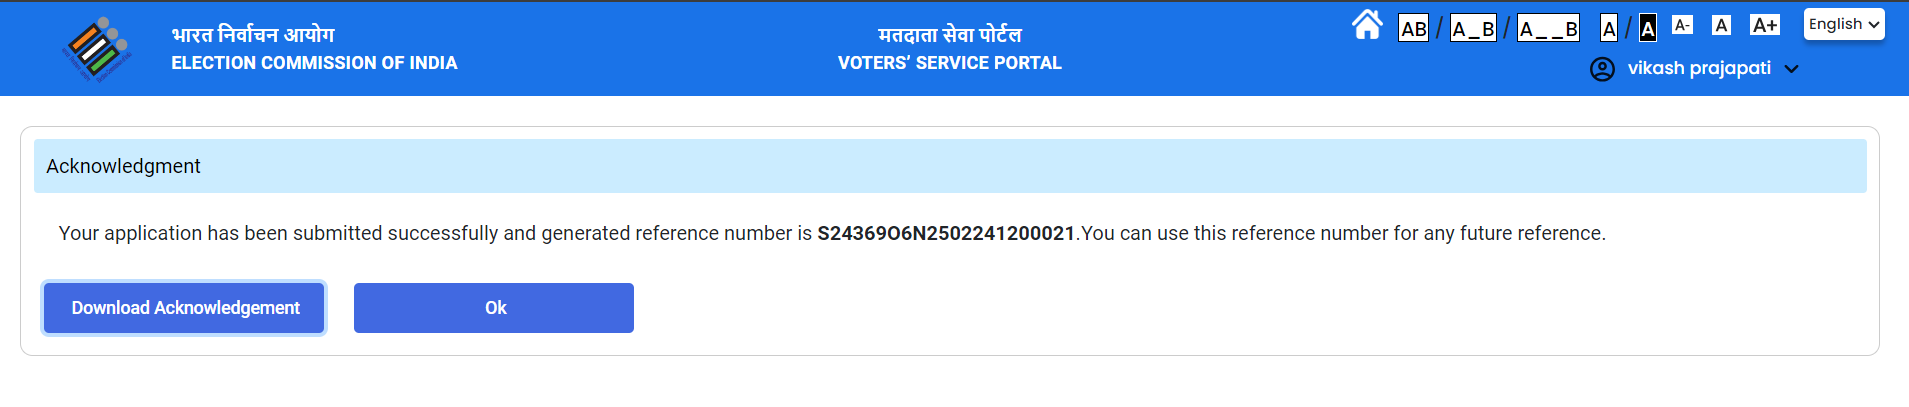 भारत निर्वाचन आयोग
ELECTION COMMISSION OF INDIA
मतदाता सेवा पोर्टल
VOTERS' SERVICE PORTAL
AB / A_B / A__B A / A A- A A+ English
vikash prajapati
Acknowledgment
Your application has been submitted successfully and generated reference number is S24369O6N2502241200021.You can use this reference number for any future reference.
Download Acknowledgement Ok